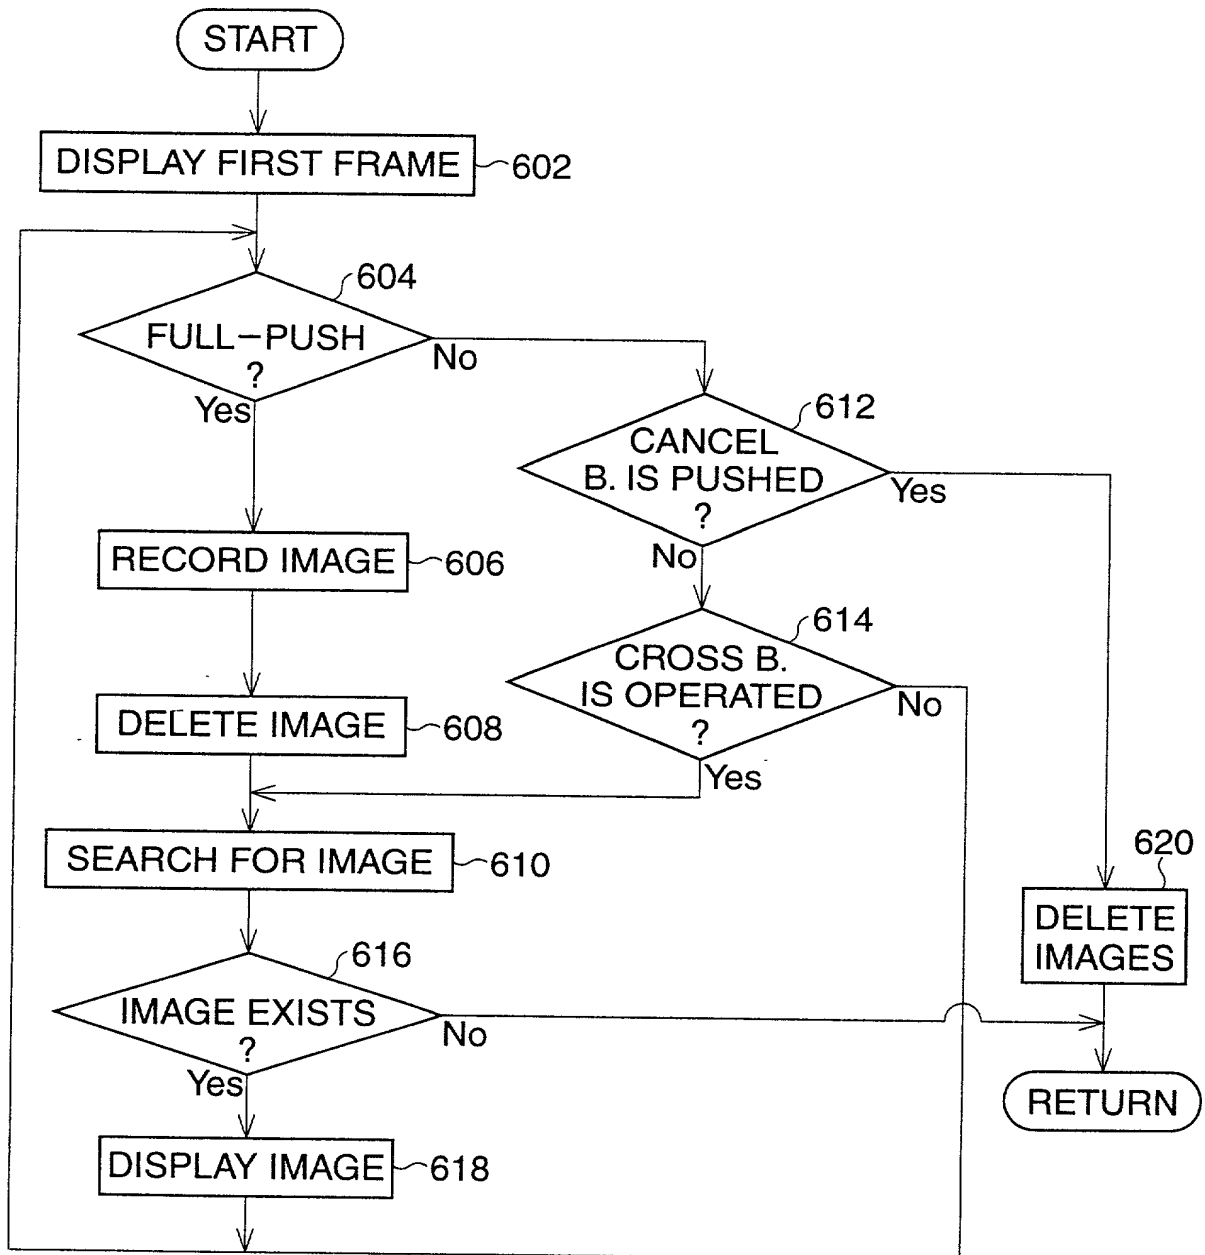 START
DISPLAY FIRST FRAME
602
604
FULL–PUSH
?
No
Yes
612
CANCEL
B. IS PUSHED
?
Yes
No
RECORD IMAGE
606
614
CROSS B.
IS OPERATED
?
No
Yes
DELETE IMAGE
608
SEARCH FOR IMAGE
610
620
DELETE
IMAGES
616
IMAGE EXISTS
?
No
Yes
RETURN
DISPLAY IMAGE
618